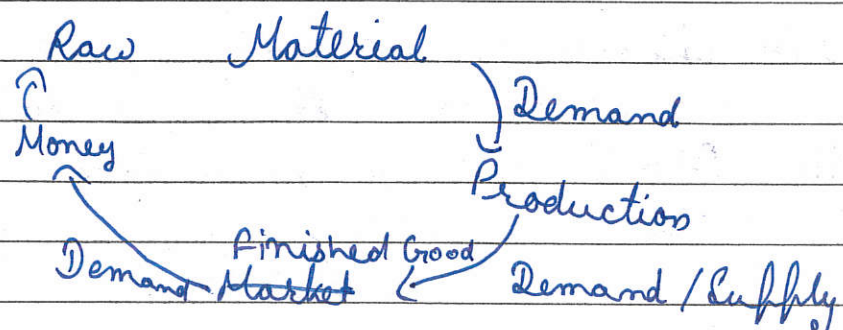 Raw Material
Demand
Money
Production
Finished Good
Demand Market Demand / Supply